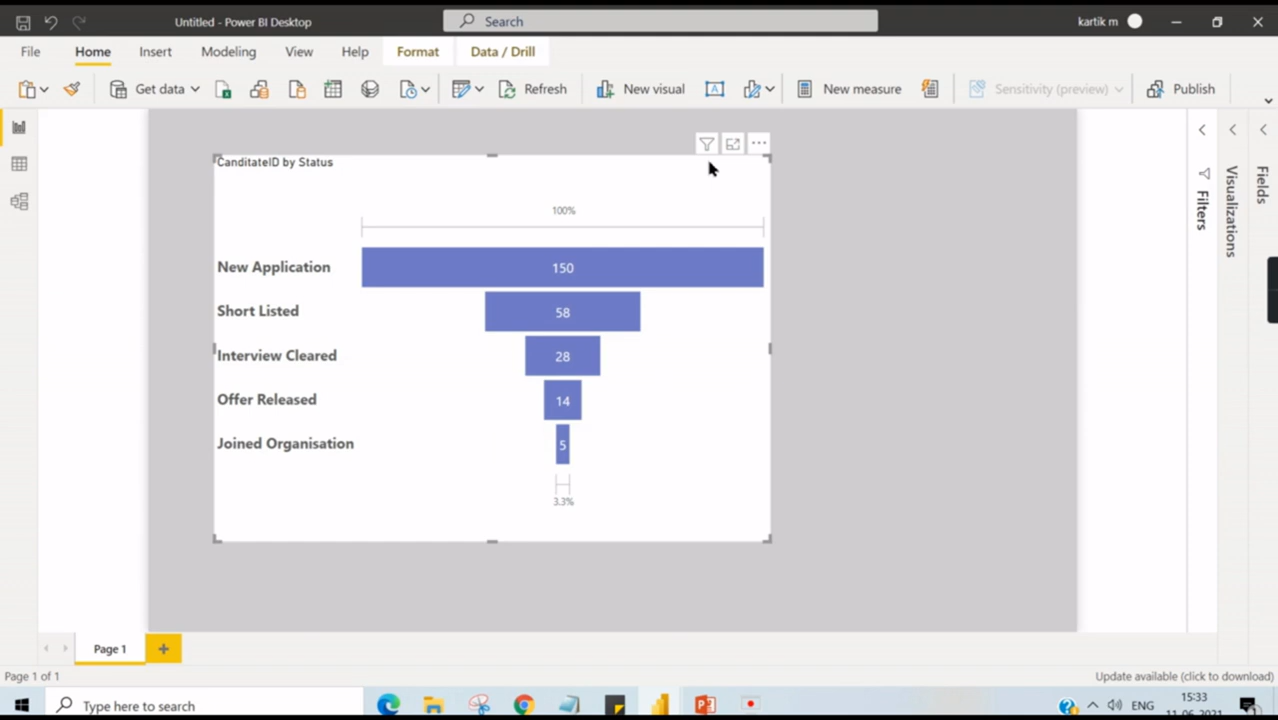 Untitled - Power BI Desktop
Search
kartik m
File Home Insert Modeling View Help Format Data / Drill
Get data Refresh New visual New measure Sensitivity (preview) Publish
CanditateID by Status
100%
New Application 150
Short Listed 58
Interview Cleared 28
Offer Released 14
Joined Organisation 5
3.3%
Filters
Visualizations
Fields
Page 1
Page 1 of 1
Update available (click to download)
Type here to search
ENG
15:33
11-06-2021